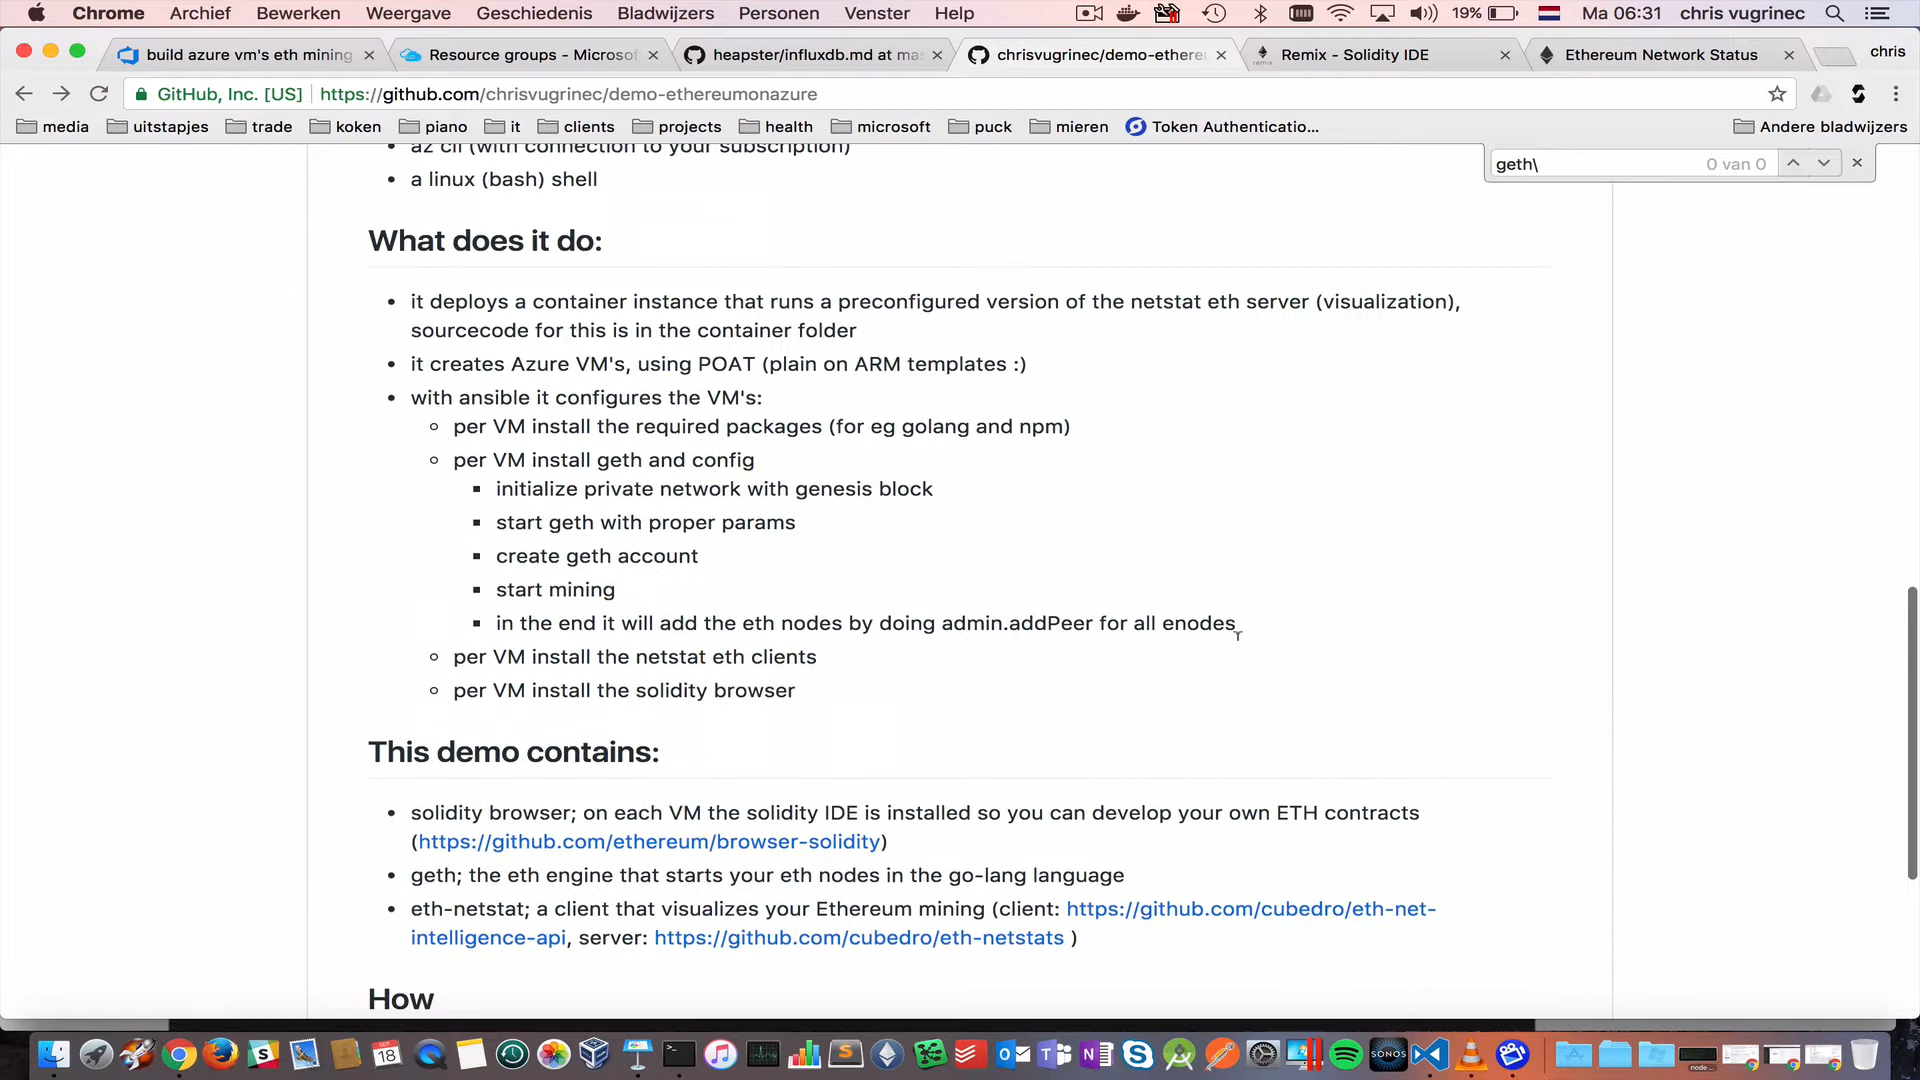 Chrome Archief Bewerken Weergave Geschiedenis Bladwijzers Personen Venster Help 19% Ma 06:31 chris vugrinec
build azure vm's eth mining
Resource groups - Microsof
heapster/influxdb.md at mas
chrisvugrinec/demo-ethereu
Remix - Solidity IDE
Ethereum Network Status
chris
GitHub, Inc. [US] https://github.com/chrisvugrinec/demo-ethereumonazure
media uitstapjes trade koken piano it clients projects health microsoft puck mieren Token Authenticatio... Andere bladwijzers
geth\ 0 van 0
az cli (with connection to your subscription)
a linux (bash) shell
What does it do:
it deploys a container instance that runs a preconfigured version of the netstat eth server (visualization),
sourcecode for this is in the container folder
it creates Azure VM's, using POAT (plain on ARM templates :)
with ansible it configures the VM's:
per VM install the required packages (for eg golang and npm)
per VM install geth and config
initialize private network with genesis block
start geth with proper params
create geth account
start mining
in the end it will add the eth nodes by doing admin.addPeer for all enodes
per VM install the netstat eth clients
per VM install the solidity browser
This demo contains:
solidity browser; on each VM the solidity IDE is installed so you can develop your own ETH contracts
(https://github.com/ethereum/browser-solidity)
geth; the eth engine that starts your eth nodes in the go-lang language
eth-netstat; a client that visualizes your Ethereum mining (client: https://github.com/cubedro/eth-net-
intelligence-api, server: https://github.com/cubedro/eth-netstats )
How
SEP
18
SONOS